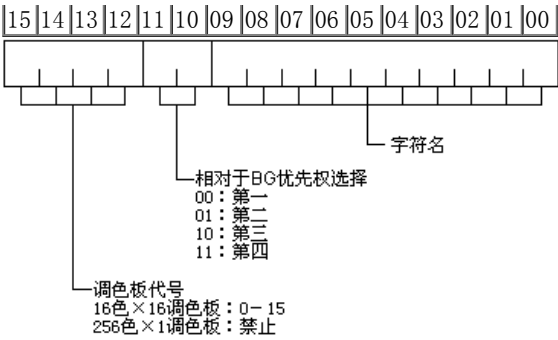 15 14 13 12 11 10 09 08 07 06 05 04 03 02 01 00
字符名
相对于BG优先权选择
00：第一
01：第二
10：第三
11：第四
调色板代号
16色×16调色板：0－15
256色×1调色板：禁止